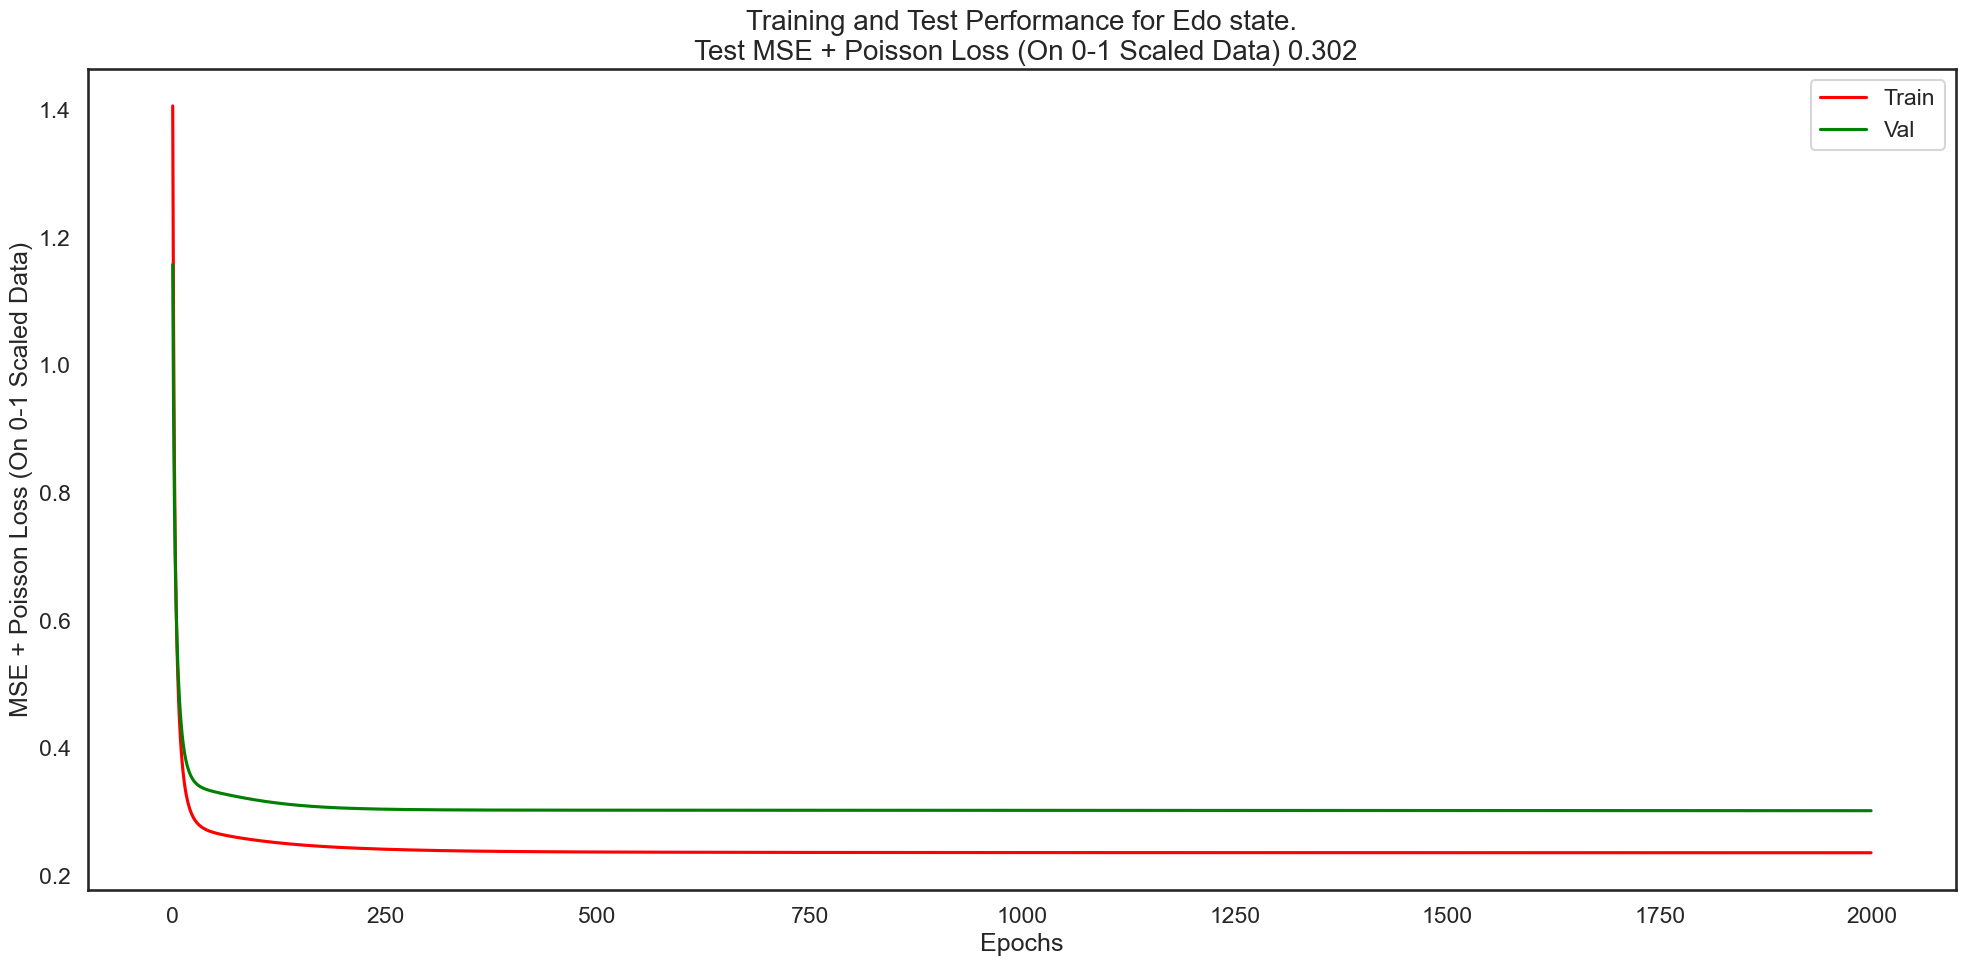 Training and Test Performance for Edo state.
Test MSE + Poisson Loss (On 0-1 Scaled Data) 0.302
Train
Val
MSE + Poisson Loss (On 0-1 Scaled Data)
1.4
1.2
1.0
0.8
0.6
0.4
0.2
0 250 500 750 1000 1250 1500 1750 2000
Epochs